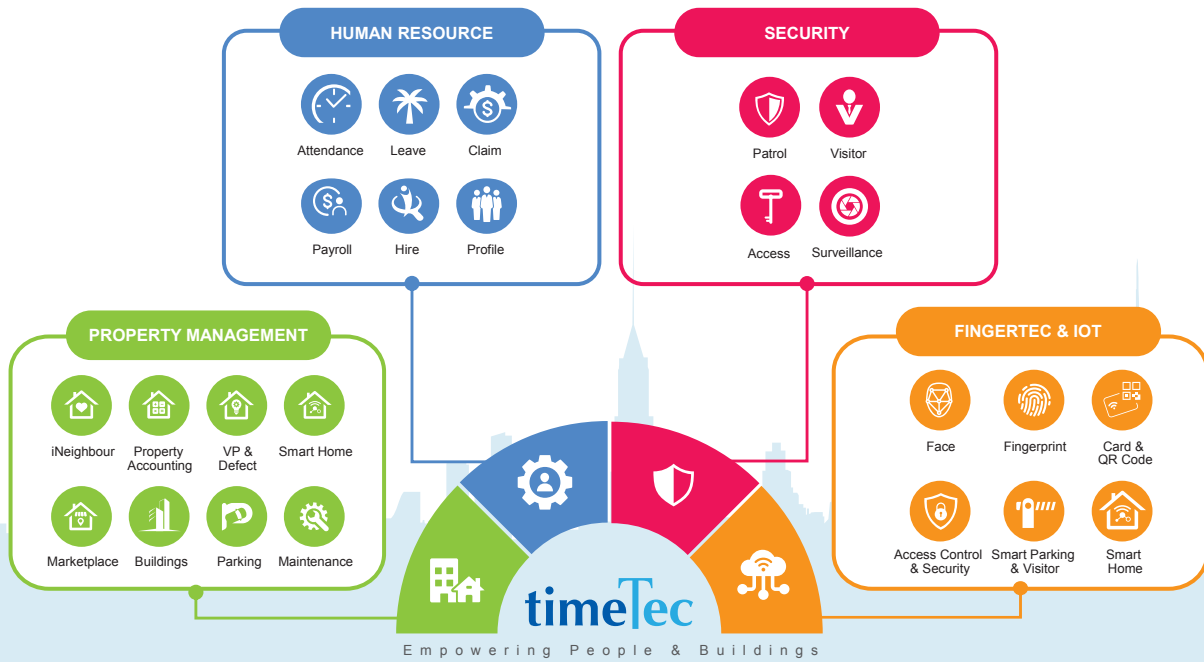 HUMAN RESOURCE
Attendance
Leave
Claim
Payroll
Hire
Profile
SECURITY
Patrol
Visitor
Access
Surveillance
PROPERTY MANAGEMENT
iNeighbour
Property
Accounting
VP &
Defect
Smart Home
Marketplace
Buildings
Parking
Maintenance
FINGERTEC & IOT
Face
Fingerprint
Card &
QR Code
Access Control
& Security
Smart Parking
& Visitor
Smart
Home
timeTec
Empowering People & Buildings